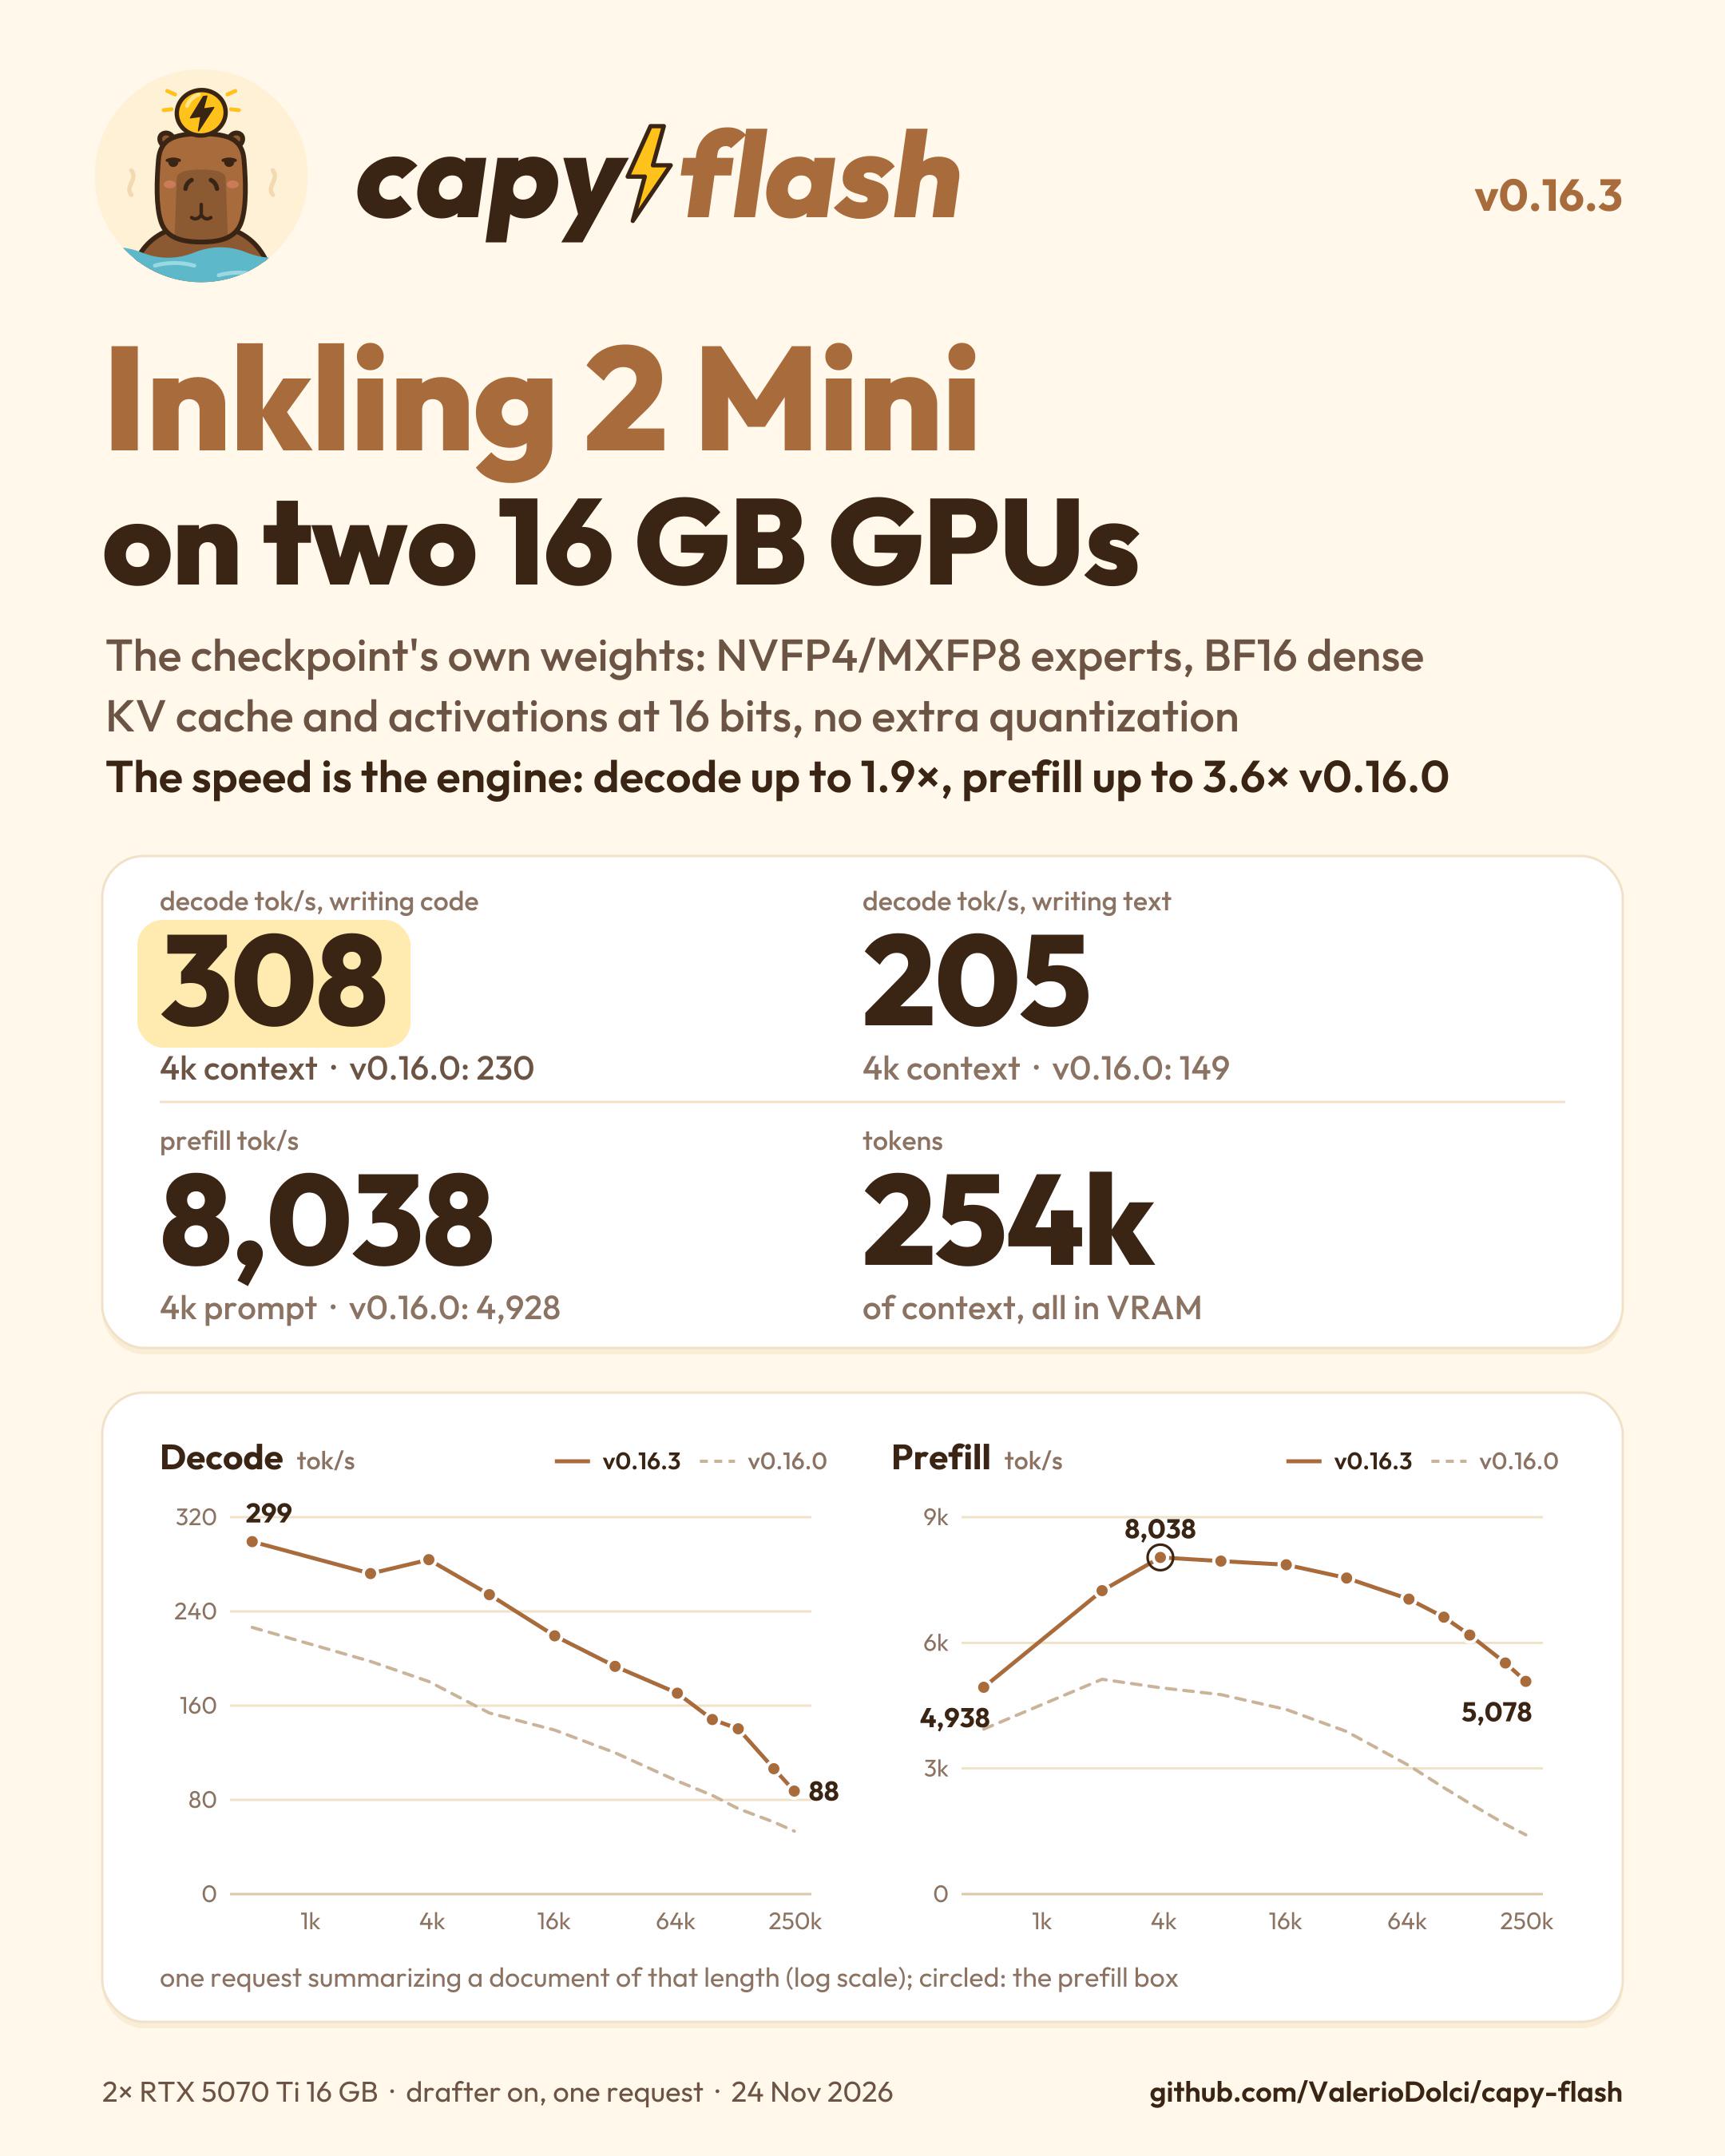 capy flash
v0.16.3
Inkling 2 Mini
on two 16 GB GPUs
The checkpoint's own weights: NVFP4/MXFP8 experts, BF16 dense
KV cache and activations at 16 bits, no extra quantization
The speed is the engine: decode up to 1.9×, prefill up to 3.6× v0.16.0
decode tok/s, writing code
308
4k context · v0.16.0: 230
decode tok/s, writing text
205
4k context · v0.16.0: 149
prefill tok/s
8,038
4k prompt · v0.16.0: 4,928
tokens
254k
of context, all in VRAM
Decode tok/s
v0.16.3 v0.16.0
320
240
160
80
0
299
88
1k 4k 16k 64k 250k
Prefill tok/s
v0.16.3 v0.16.0
9k
6k
3k
0
8,038
4,938
5,078
1k 4k 16k 64k 250k
one request summarizing a document of that length (log scale); circled: the prefill box
2× RTX 5070 Ti 16 GB · drafter on, one request · 24 Nov 2026
github.com/ValerioDolci/capy-flash